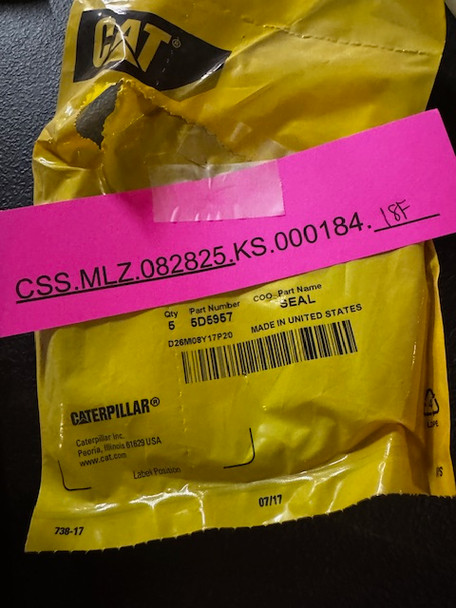 CAT®
CSS.MLZ.082825.KS.000184.18F
Qty Part Number COO Part Name
5 5D5957 SEAL
D26M08Y17P20 MADE IN UNITED STATES
CATERPILLAR®
Caterpillar Inc.
Peoria, Illinois 61629 USA
www.cat.com
Label Position
07/17
738-17